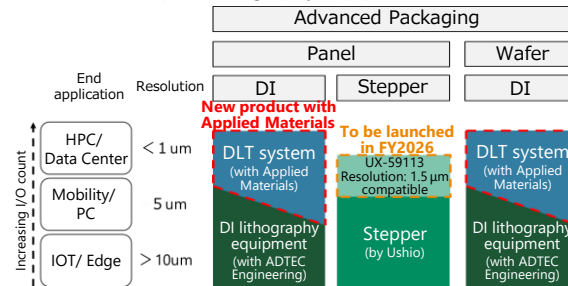 Advanced Packaging
Panel
Wafer
End
application
Resolution
DI
Stepper
DI
New product with
Applied Materials
To be launched
in FY2026
Increasing I/O count
HPC/
Data Center
< 1 um
DLT system
(with Applied
Materials)
UX-59113
Resolution: 1.5 μm
compatible
DLT system
(with Applied
Materials)
Mobility/
PC
5 um
IOT/ Edge
> 10um
DI lithography
equipment
(with ADTEC
Engineering)
Stepper
(by Ushio)
DI lithography
equipment
(with ADTEC
Engineering)